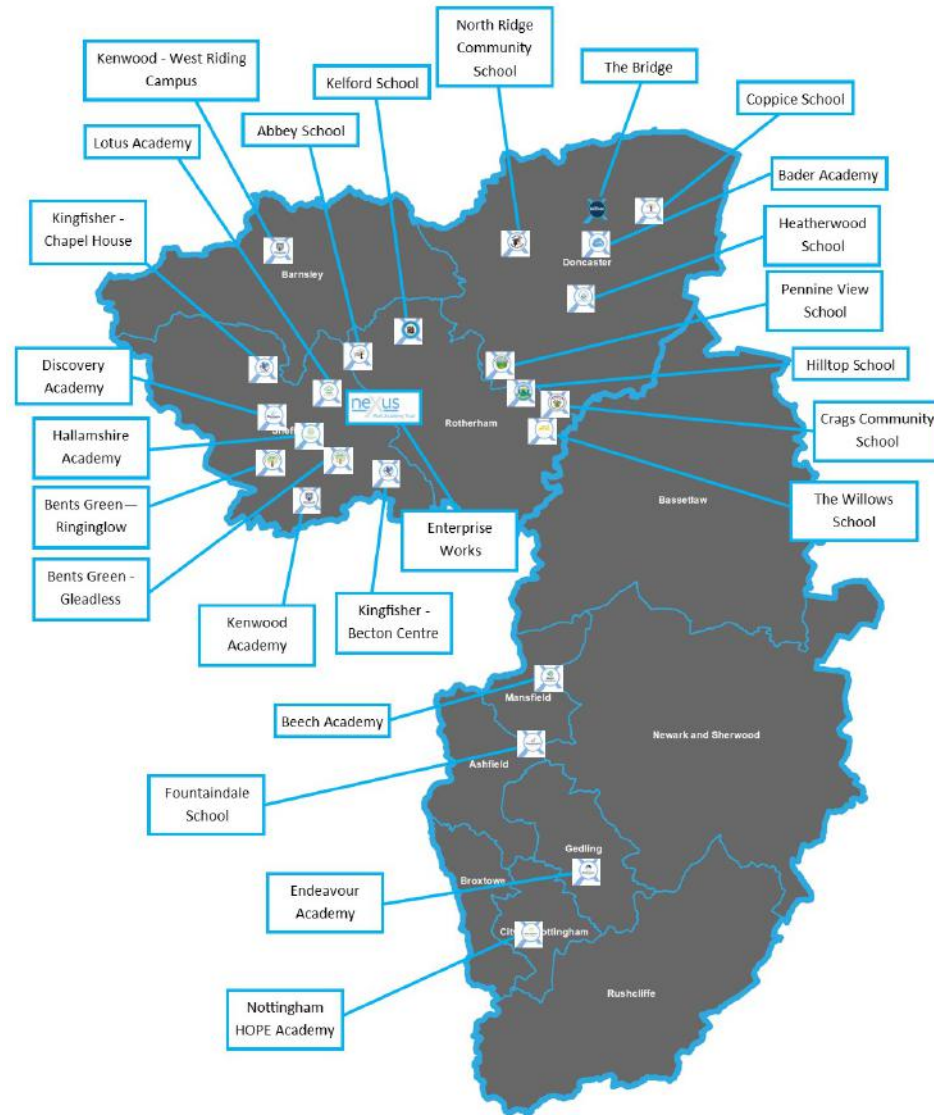 North Ridge
Community
School
Kenwood - West Riding
Campus
Kelford School
The Bridge
Coppice School
Abbey School
Lotus Academy
Bader Academy
Kingfisher -
Chapel House
Heatherwood
School
Barnsley
Doncaster
Pennine View
School
Discovery
Academy
Hilltop School
nexus
Multi Academy Trust
Rotherham
Crags Community
School
Hallamshire
Academy
Bents Green—
Ringinglow
Bassetlaw
The Willows
School
Enterprise
Works
Bents Green -
Gleadless
Kenwood
Academy
Kingfisher -
Becton Centre
Mansfield
Beech Academy
Newark and Sherwood
Ashfield
Fountaindale
School
Gedling
Broxtowe
Endeavour
Academy
Nottingham
HOPE Academy
Rushcliffe